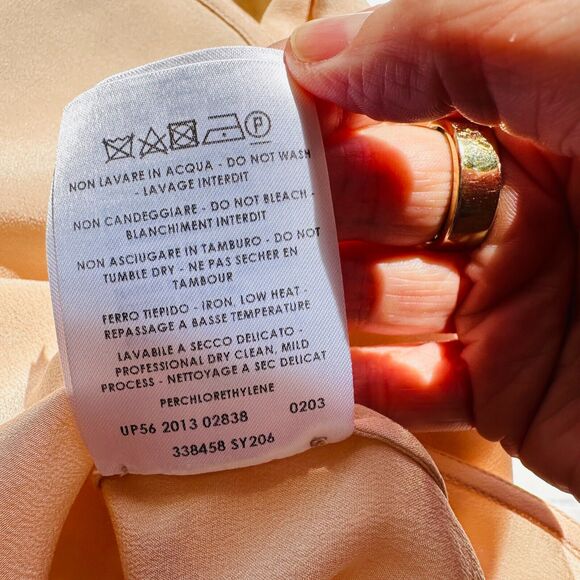 P
NON LAVARE IN ACQUA - DO NOT WASH
- LAVAGE INTERDIT
NON CANDEGGIARE - DO NOT BLEACH -
BLANCHIMENT INTERDIT
NON ASCIUGARE IN TAMBURO - DO NOT
TUMBLE DRY - NE PAS SECHER EN
TAMBOUR
FERRO TIEPIDO - IRON, LOW HEAT -
REPASSAGE A BASSE TEMPERATURE
LAVABILE A SECCO DELICATO -
PROFESSIONAL DRY CLEAN, MILD
PROCESS - NETTOYAGE A SEC DELICAT
PERCHLORETHYLENE
UP56 2013 02838 0203
338458 SY206